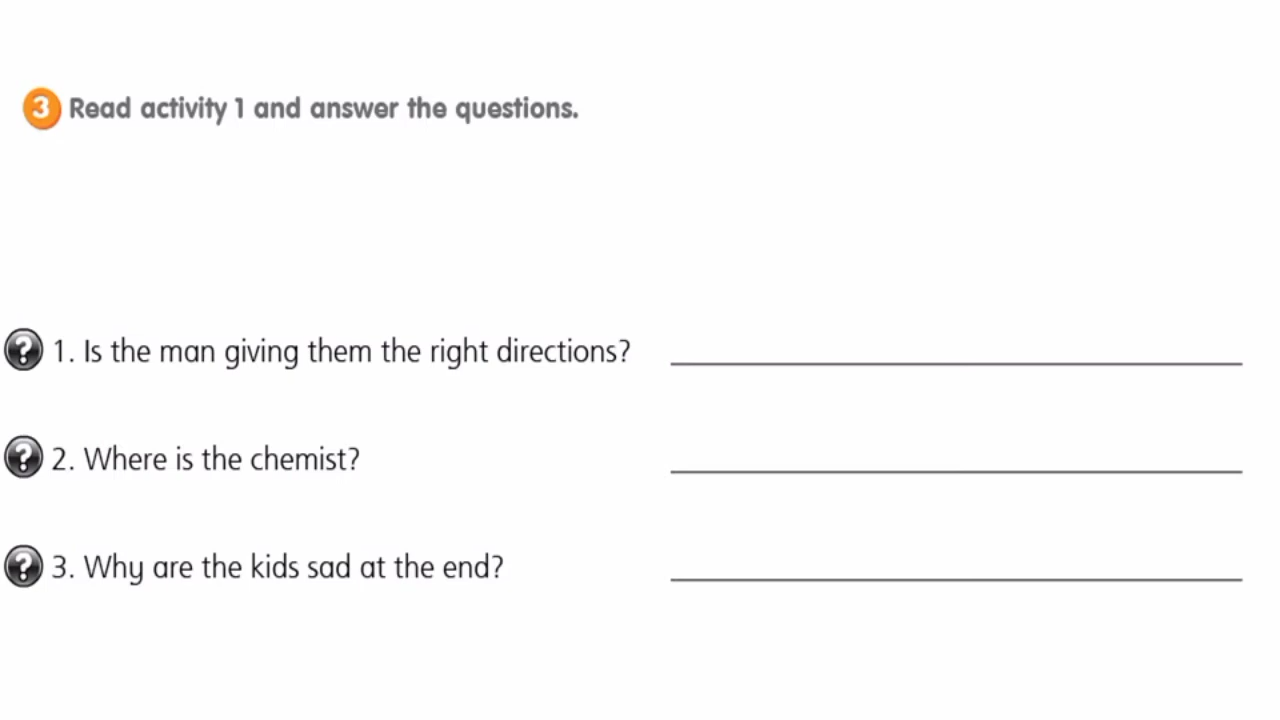 3 Read activity 1 and answer the questions.
? 1. Is the man giving them the right directions?
? 2. Where is the chemist?
? 3. Why are the kids sad at the end?